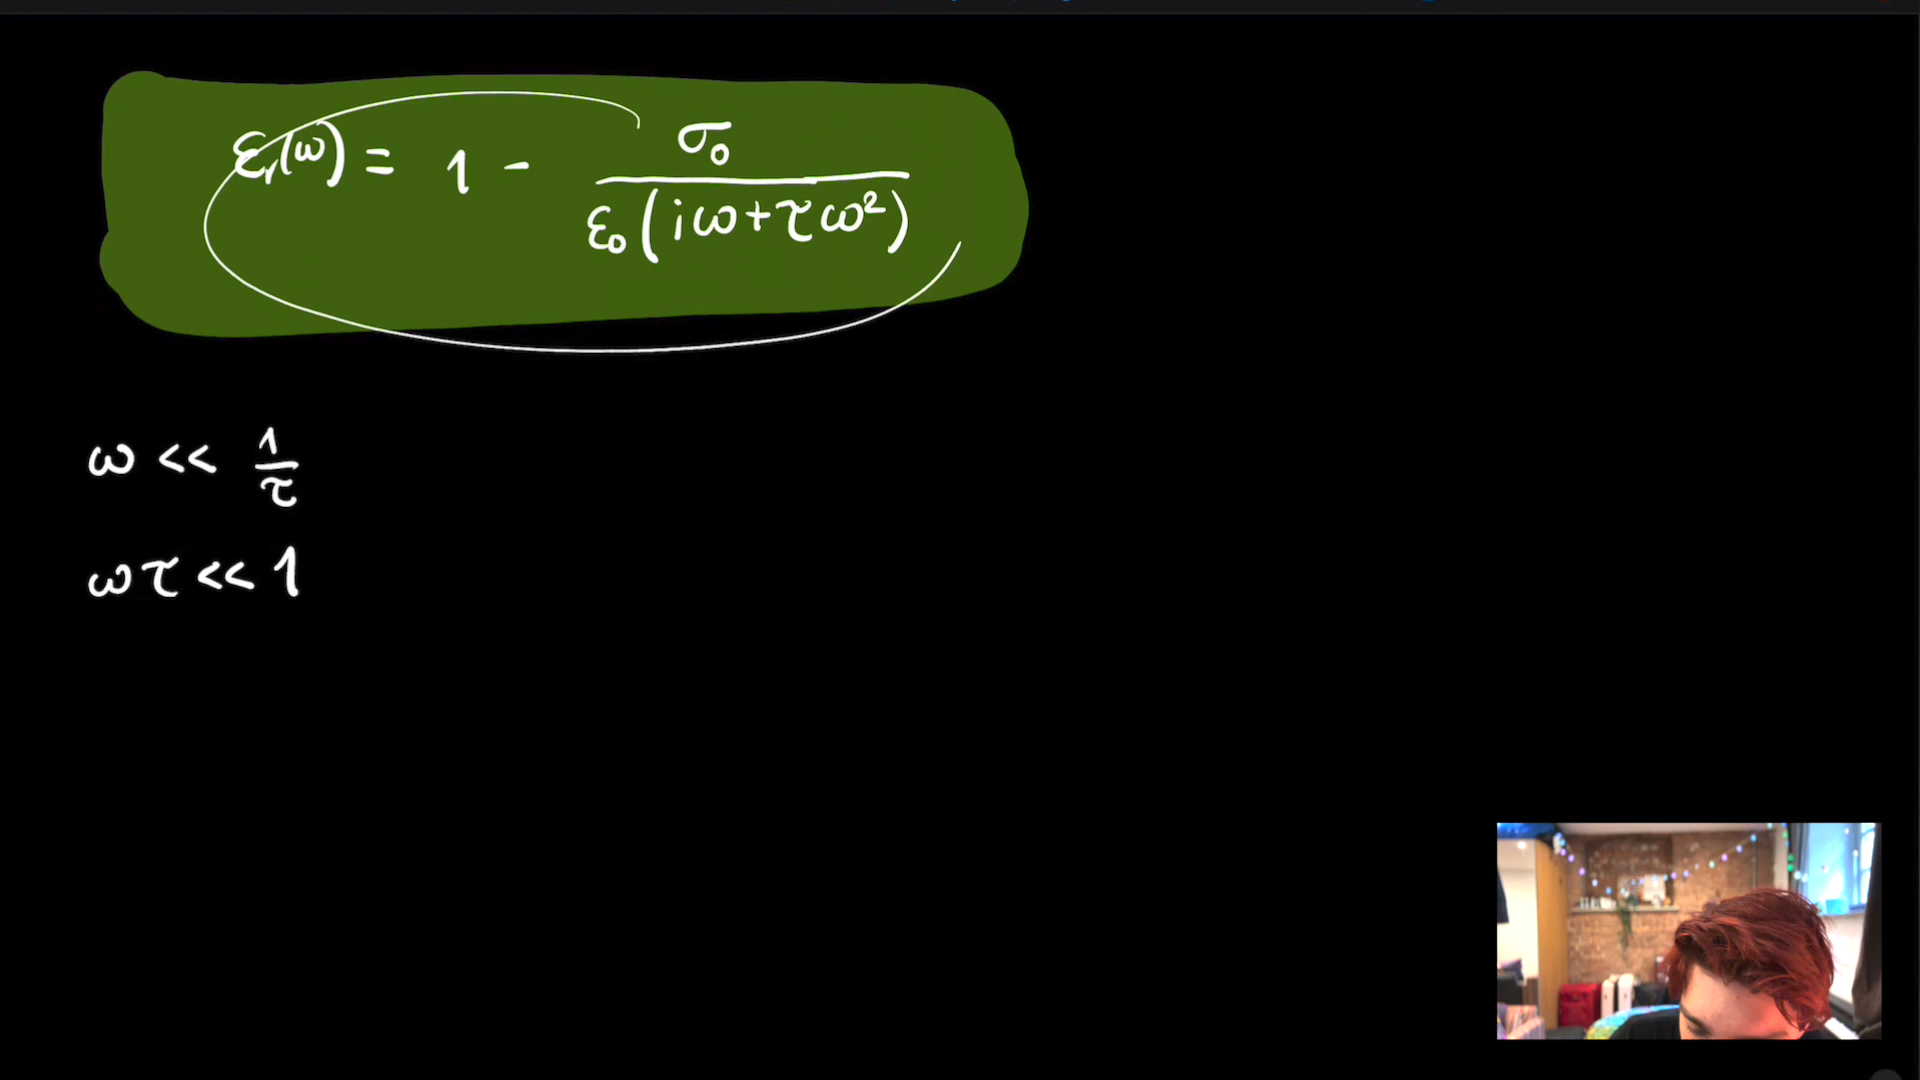 εᵣ(ω) = 1 - σ₀ / ε₀(iω+τω²)
ω << 1/τ
ωτ << 1